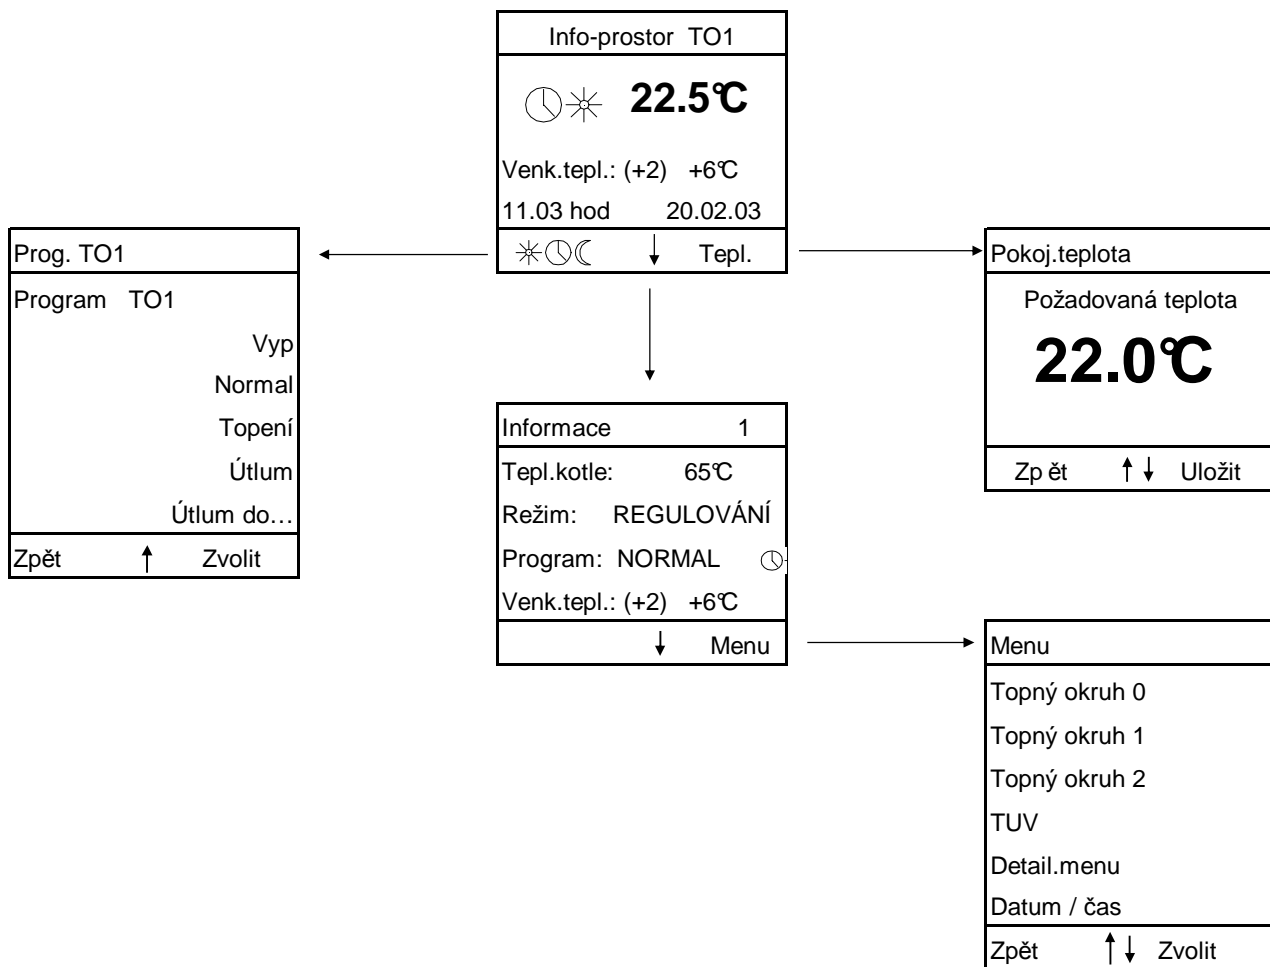 Info-prostor TO1
22.5°C
Venk.tepl.: (+2) +6°C
11.03 hod 20.02.03
Tepl.
Prog. TO1
Program TO1
Vyp
Normal
Topení
Útlum
Útlum do...
Zpět Zvolit
Pokoj.teplota
Požadovaná teplota
22.0°C
Zp ět Uložit
Informace 1
Tepl.kotle: 65°C
Režim: REGULOVÁNÍ
Program: NORMAL
Venk.tepl.: (+2) +6°C
Menu
Menu
Topný okruh 0
Topný okruh 1
Topný okruh 2
TUV
Detail.menu
Datum / čas
Zpět Zvolit